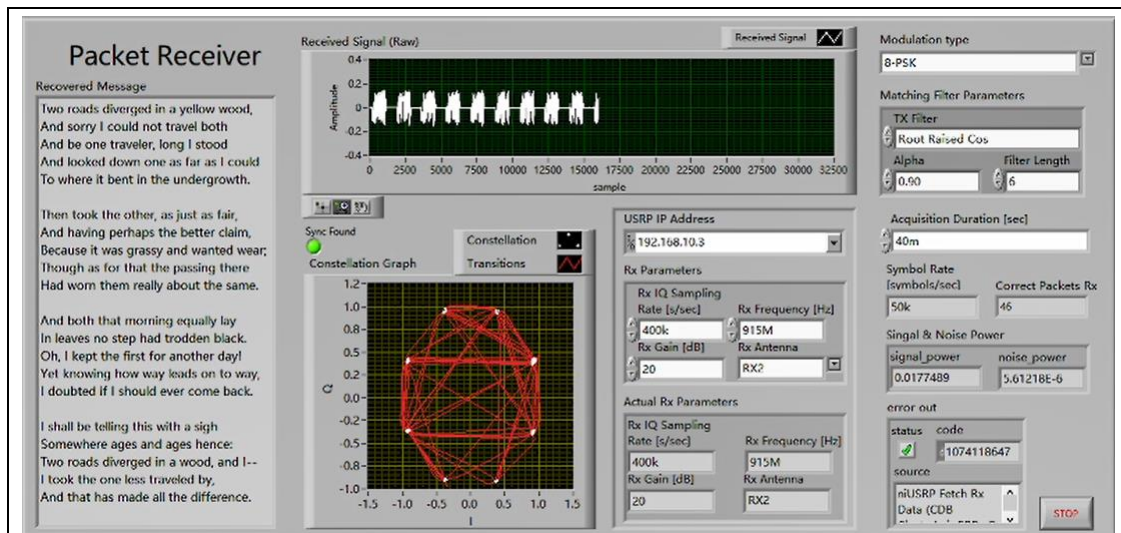 Packet Receiver
Recovered Message
Two roads diverged in a yellow wood,
And sorry I could not travel both
And be one traveler, long I stood
And looked down one as far as I could
To where it bent in the undergrowth.
Then took the other, as just as fair,
And having perhaps the better claim,
Because it was grassy and wanted wear;
Though as for that the passing there
Had worn them really about the same.
And both that morning equally lay
In leaves no step had trodden black.
Oh, I kept the first for another day!
Yet knowing how way leads on to way,
I doubted if I should ever come back.
I shall be telling this with a sigh
Somewhere ages and ages hence:
Two roads diverged in a wood, and I--
I took the one less traveled by,
And that has made all the difference.
Received Signal (Raw)
Received Signal
Amplitude
0.4
0.2
0
-0.2
-0.4
0 2500 5000 7500 10000 12500 15000 17500 20000 22500 25000 27500 30000 32500
sample
Sync Found
Constellation
Constellation Graph
Transitions
Q
1.2
1.0
0.8
0.5
0.2
0.0
-0.2
-0.5
-0.8
-1.0
-1.5 -1.0 -0.5 0.0 0.5 1.0 1.5
I
USRP IP Address
192.168.10.3
Rx Parameters
Rx IQ Sampling
Rate [s/sec] Rx Frequency [Hz]
400k 915M
Rx Gain [dB] Rx Antenna
20 RX2
Actual Rx Parameters
Rx IQ Sampling
Rate [s/sec] Rx Frequency [Hz]
400k 915M
Rx Gain [dB] Rx Antenna
20 RX2
Modulation type
8-PSK
Matching Filter Parameters
TX Filter
Root Raised Cos
Alpha Filter Length
0.90 6
Acquisition Duration [sec]
40m
Symbol Rate
[symbols/sec] Correct Packets Rx
50k 46
Singal & Noise Power
signal_power noise_power
0.0177489 5.61218E-6
error out
status code
1074118647
source
niUSRP Fetch Rx
Data (CDB
STOP